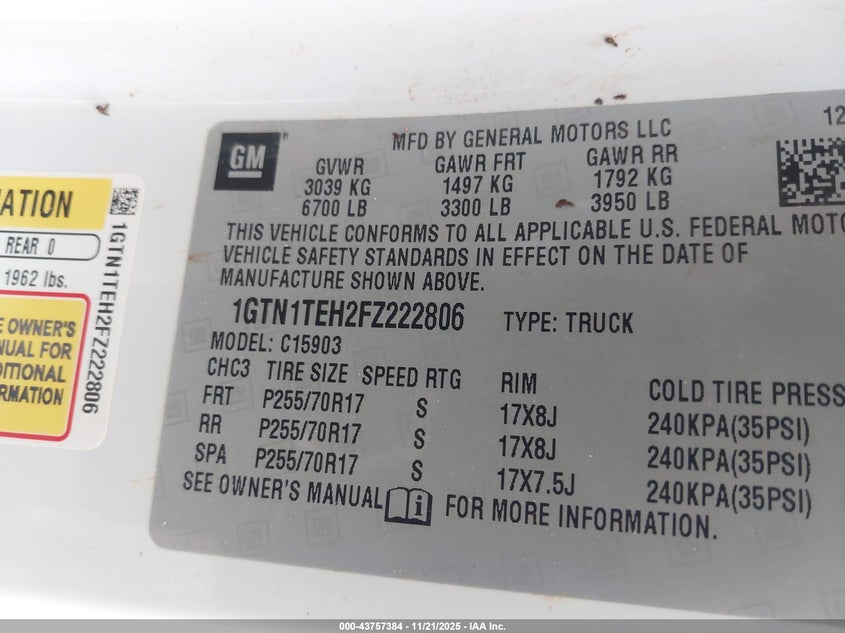 GM
MFD BY GENERAL MOTORS LLC
12
GVWR GAWR FRT GAWR RR
3039 KG 1497 KG 1792 KG
6700 LB 3300 LB 3950 LB
THIS VEHICLE CONFORMS TO ALL APPLICABLE U.S. FEDERAL MOTO
VEHICLE SAFETY STANDARDS IN EFFECT ON THE DATE OF
MANUFACTURE SHOWN ABOVE.
1GTN1TEH2FZ222806 TYPE: TRUCK
MODEL: C15903
CHC3 TIRE SIZE SPEED RTG RIM COLD TIRE PRESS
FRT P255/70R17 S 17X8J 240KPA(35PSI)
RR P255/70R17 S 17X8J 240KPA(35PSI)
SPA P255/70R17 S 17X7.5J 240KPA(35PSI)
SEE OWNER'S MANUAL i FOR MORE INFORMATION.
MATION
REAR 0
1962 lbs.
E OWNER'S
NUAL FOR
DITIONAL
ORMATION
1GTN1TEH2FZ222806
000-43757384 - 11/21/2025 - IAA Inc.